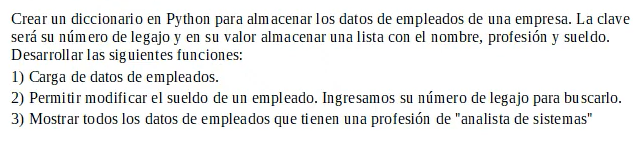 Crear un diccionario en Python para almacenar los datos de empleados de una empresa. La clave
será su número de legajo y en su valor almacenar una lista con el nombre, profesión y sueldo.
Desarrollar las siguientes funciones:
1) Carga de datos de empleados.
2) Permitir modificar el sueldo de un empleado. Ingresamos su número de legajo para buscarlo.
3) Mostrar todos los datos de empleados que tienen una profesión de "analista de sistemas"